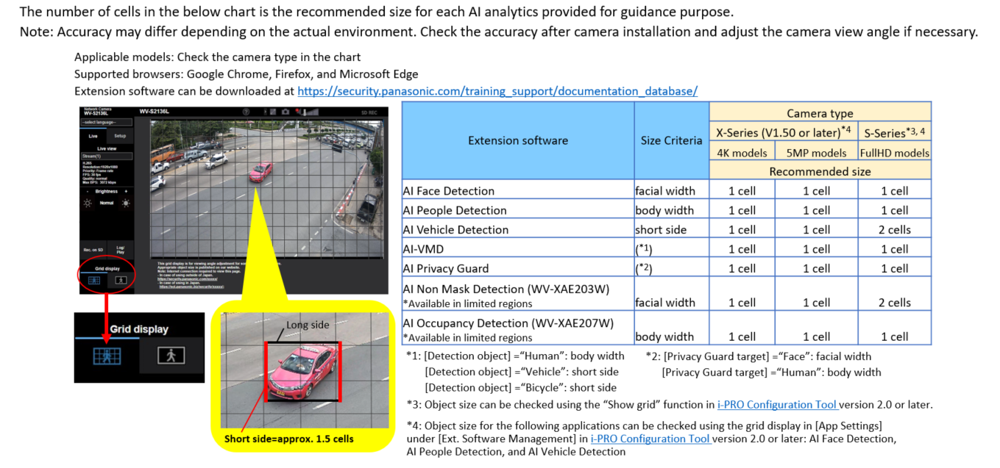 The number of cells in the below chart is the recommended size for each AI analytics provided for guidance purpose.
Note: Accuracy may differ depending on the actual environment. Check the accuracy after camera installation and adjust the camera view angle if necessary.
Applicable models: Check the camera type in the chart
Supported browsers: Google Chrome, Firefox, and Microsoft Edge
Extension software can be downloaded at https://security.panasonic.com/training_support/documentation_database/
Network Camera
WV-S2136L
WV-S2136L
SD REC
--select language--
Live Setup
Live view
Stream(1)
H.265
Resolution:1920x1080
Priority: Frame rate
FPS: 30 fps
Quality: normal
Max BPS: 3072 kbps
- Brightness +
Normal
Rec. on SD
Log/
Play
Grid display
This grid display is for viewing angle adjustment for
Appropriate object size is published on our website.
Note: Internet connection required to view this page.
- In case of using outside of Japan.
- In case of using in Japan.
Grid display
Long side
Short side=approx. 1.5 cells
Extension software Size Criteria Camera type
X-Series (V1.50 or later)*4 S-Series*3, 4
4K models 5MP models FullHD models
Recommended size
AI Face Detection facial width 1 cell 1 cell 1 cell
AI People Detection body width 1 cell 1 cell 1 cell
AI Vehicle Detection short side 1 cell 1 cell 2 cells
AI-VMD (*1) 1 cell 1 cell 1 cell
AI Privacy Guard (*2) 1 cell 1 cell 1 cell
AI Non Mask Detection (WV-XAE203W)
*Available in limited regions facial width 1 cell 1 cell 2 cells
AI Occupancy Detection (WV-XAE207W)
*Available in limited regions body width 1 cell 1 cell 1 cell
*1: [Detection object] =“Human”: body width
[Detection object] =“Vehicle”: short side
[Detection object] =“Bicycle”: short side
*2: [Privacy Guard target] =“Face”: facial width
[Privacy Guard target] =“Human”: body width
*3: Object size can be checked using the “Show grid” function in i-PRO Configuration Tool version 2.0 or later.
*4: Object size for the following applications can be checked using the grid display in [App Settings]
under [Ext. Software Management] in i-PRO Configuration Tool version 2.0 or later: AI Face Detection,
AI People Detection, and AI Vehicle Detection